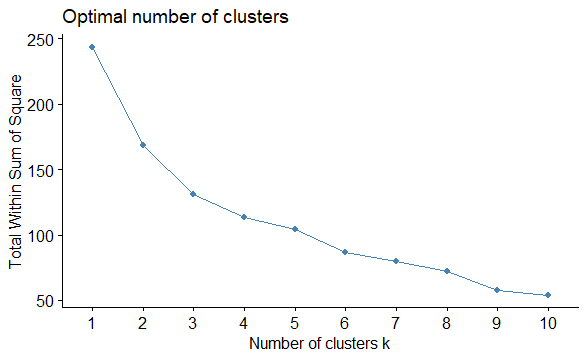 Optimal number of clusters
Total Within Sum of Square
250
200
150
100
50
1 2 3 4 5 6 7 8 9 10
Number of clusters k